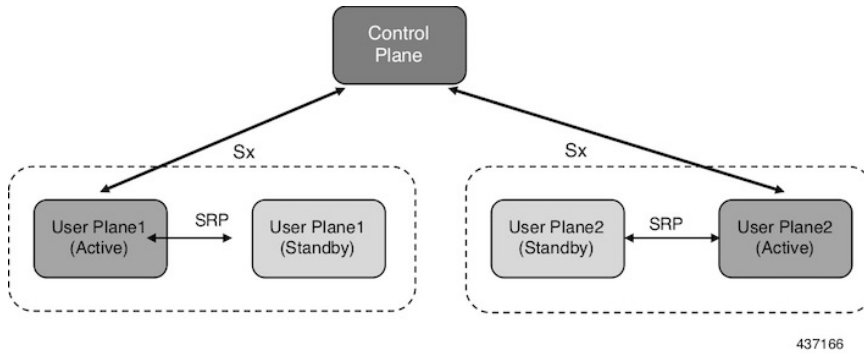 Control
Plane
Sx
Sx
User Plane1
(Active)
SRP
User Plane1
(Standby)
User Plane2
(Standby)
SRP
User Plane2
(Active)
437166